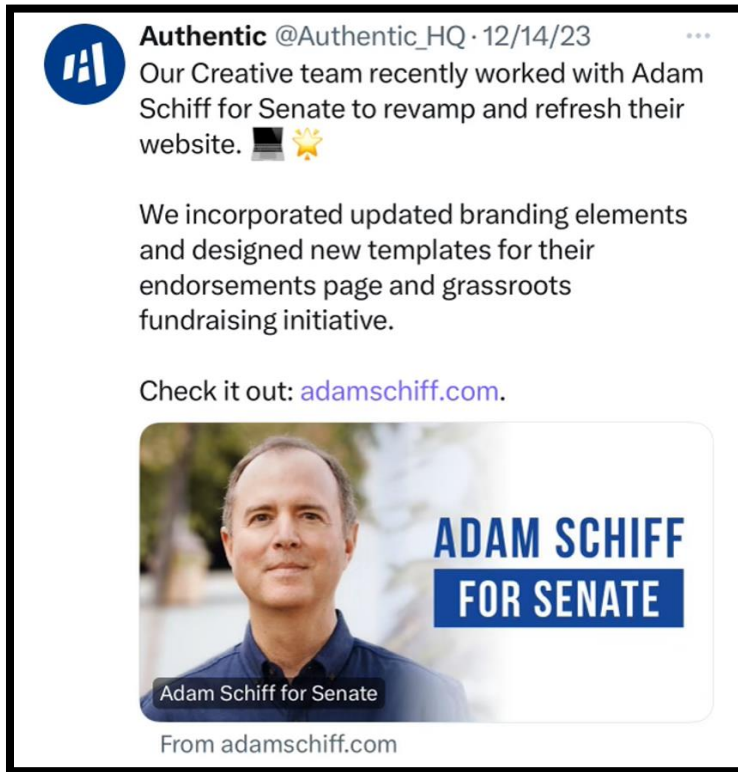 Authentic @Authentic_HQ · 12/14/23
Our Creative team recently worked with Adam
Schiff for Senate to revamp and refresh their
website. 💻 🌟
We incorporated updated branding elements
and designed new templates for their
endorsements page and grassroots
fundraising initiative.
Check it out: adamschiff.com.
ADAM SCHIFF
FOR SENATE
Adam Schiff for Senate
From adamschiff.com